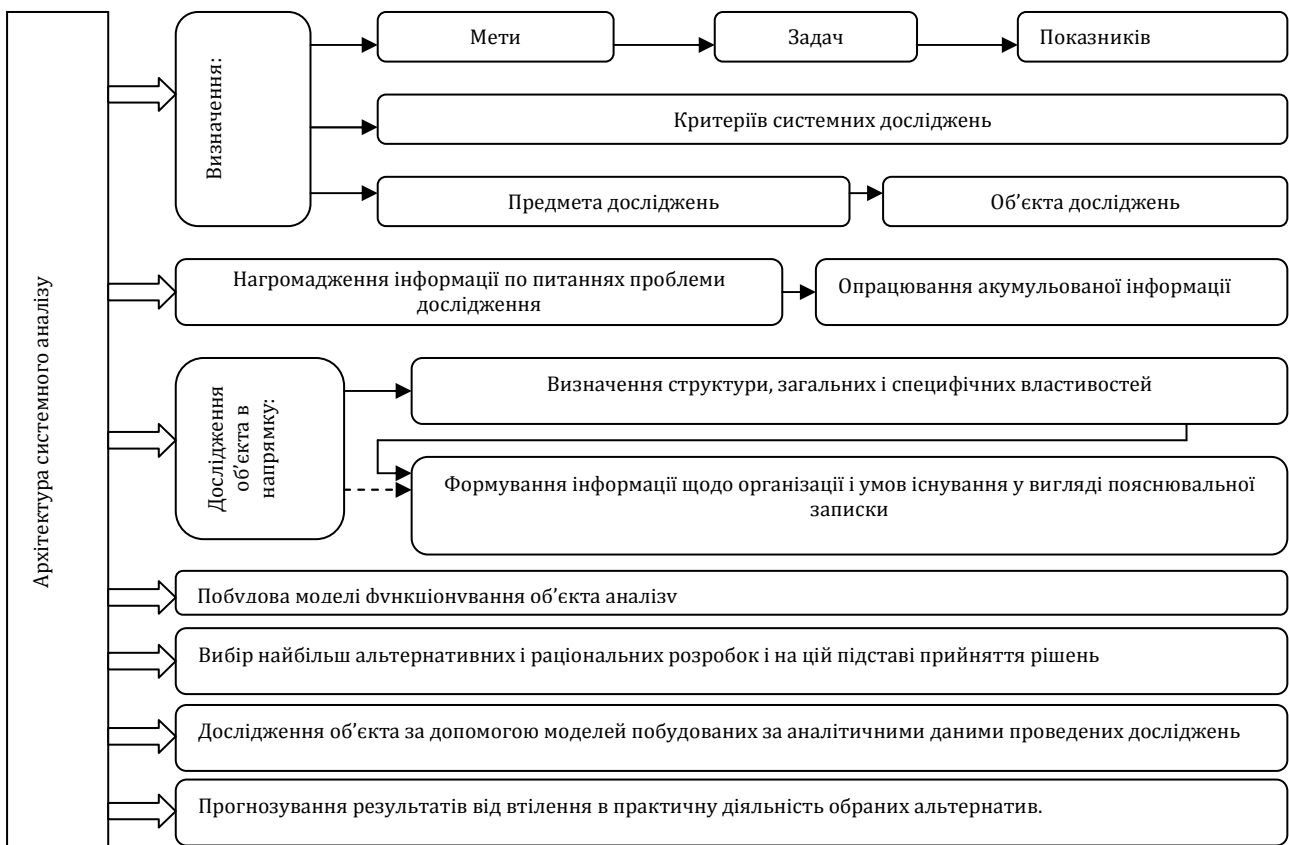 Архітектура системного аналізу
Визначення:
Мети
Задач
Показників
Критеріїв системних досліджень
Предмета досліджень
Об’єкта досліджень
Нагромадження інформації по питаннях проблеми
дослідження
Опрацювання акумульованої інформації
Дослідження
об’єкта в
напрямку:
Визначення структури, загальних і специфічних властивостей
Формування інформації щодо організації і умов існування у вигляді пояснювальної
записки
Побудова моделі функціонування об’єкта аналізу
Вибір найбільш альтернативних і раціональних розробок і на цій підставі прийняття рішень
Дослідження об’єкта за допомогою моделей побудованих за аналітичними даними проведених досліджень
Прогнозування результатів від втілення в практичну діяльність обраних альтернатив.